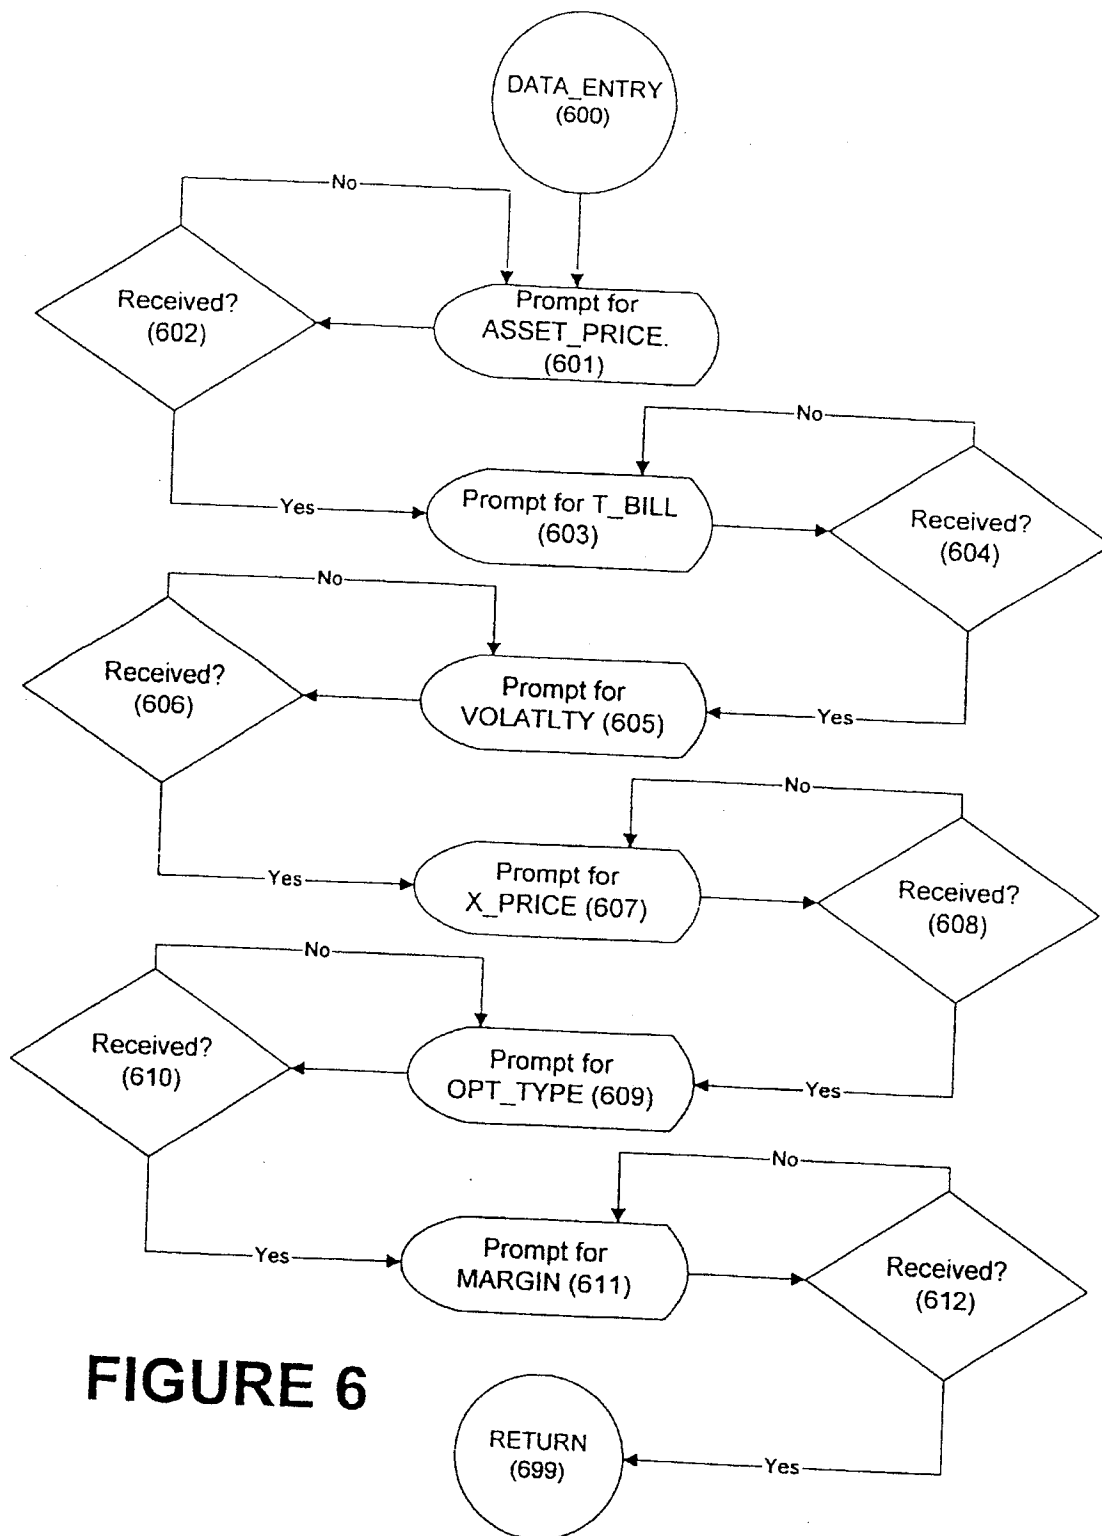 DATA_ENTRY
(600)
No
Received?
(602)
Prompt for
ASSET_PRICE.
(601)
No
Yes
Prompt for T_BILL
(603)
Received?
(604)
No
Received?
(606)
Prompt for
VOLATLTY (605)
Yes
No
Yes
Prompt for
X_PRICE (607)
Received?
(608)
No
Received?
(610)
Prompt for
OPT_TYPE (609)
Yes
No
Yes
Prompt for
MARGIN (611)
Received?
(612)
FIGURE 6
RETURN
(699)
Yes